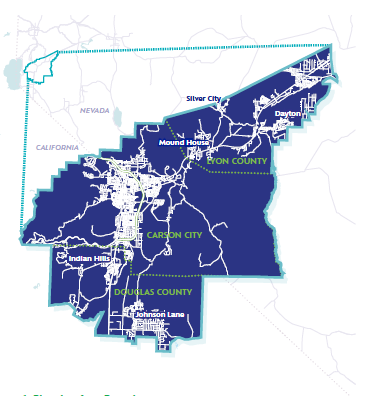 Silver City
NEVADA
Dayton
Mound House
CALIFORNIA
LYON COUNTY
CARSON CITY
Indian Hills
DOUGLAS COUNTY
Johnson Lane